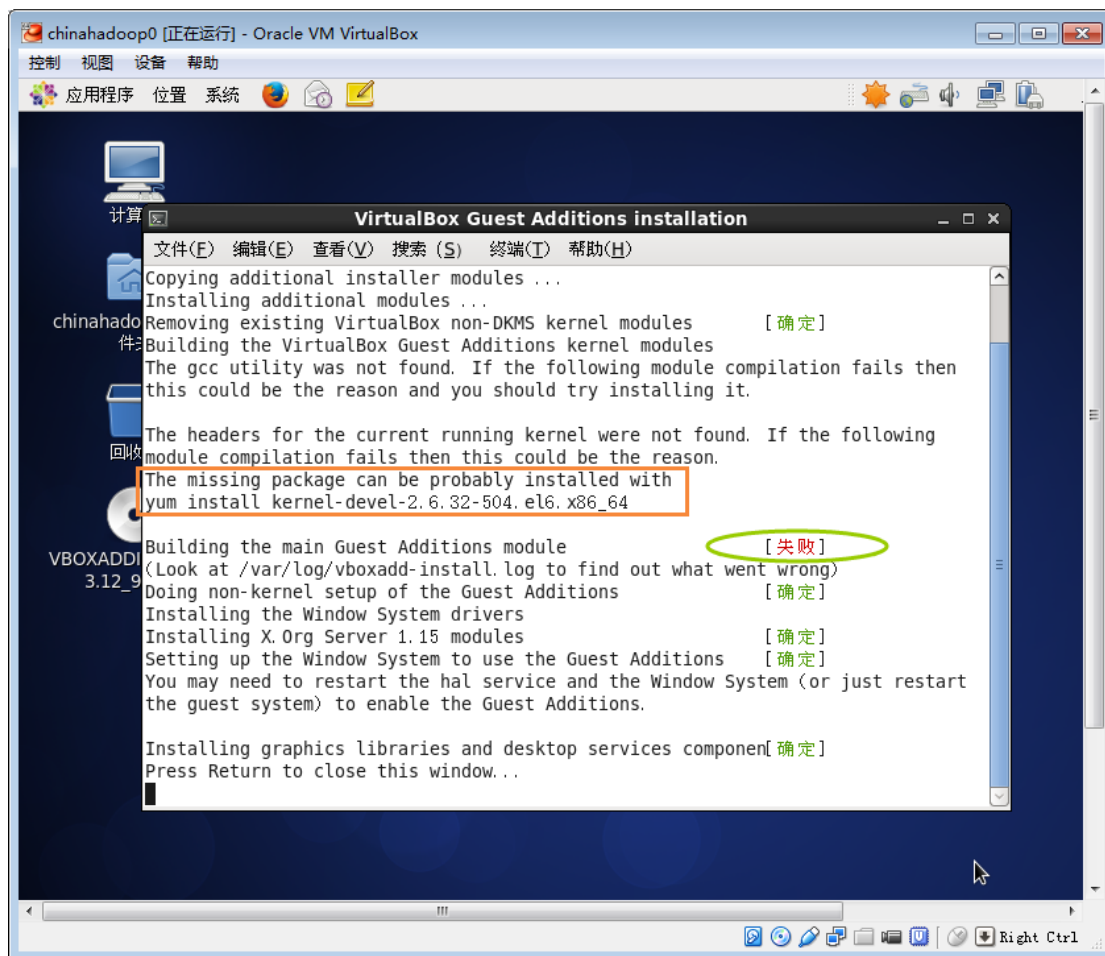 chinahadoop0 [正在运行] - Oracle VM VirtualBox
控制 视图 设备 帮助
应用程序 位置 系统
计算
VirtualBox Guest Additions installation
文件(F) 编辑(E) 查看(V) 搜索 (S) 终端(T) 帮助(H)
Copying additional installer modules ...
Installing additional modules ...
chinahado
件
Removing existing VirtualBox non-DKMS kernel modules [确定]
Building the VirtualBox Guest Additions kernel modules
The gcc utility was not found. If the following module compilation fails then
this could be the reason and you should try installing it.
The headers for the current running kernel were not found. If the following
回收
module compilation fails then this could be the reason.
The missing package can be probably installed with
yum install kernel-devel-2.6.32-504.el6.x86_64
Building the main Guest Additions module [失败]
VBOXADDI
3.12_9
(Look at /var/log/vboxadd-install.log to find out what went wrong)
Doing non-kernel setup of the Guest Additions [确定]
Installing the Window System drivers
Installing X.Org Server 1.15 modules [确定]
Setting up the Window System to use the Guest Additions [确定]
You may need to restart the hal service and the Window System (or just restart
the guest system) to enable the Guest Additions.
Installing graphics libraries and desktop services componen[确定]
Press Return to close this window...
Right Ctrl